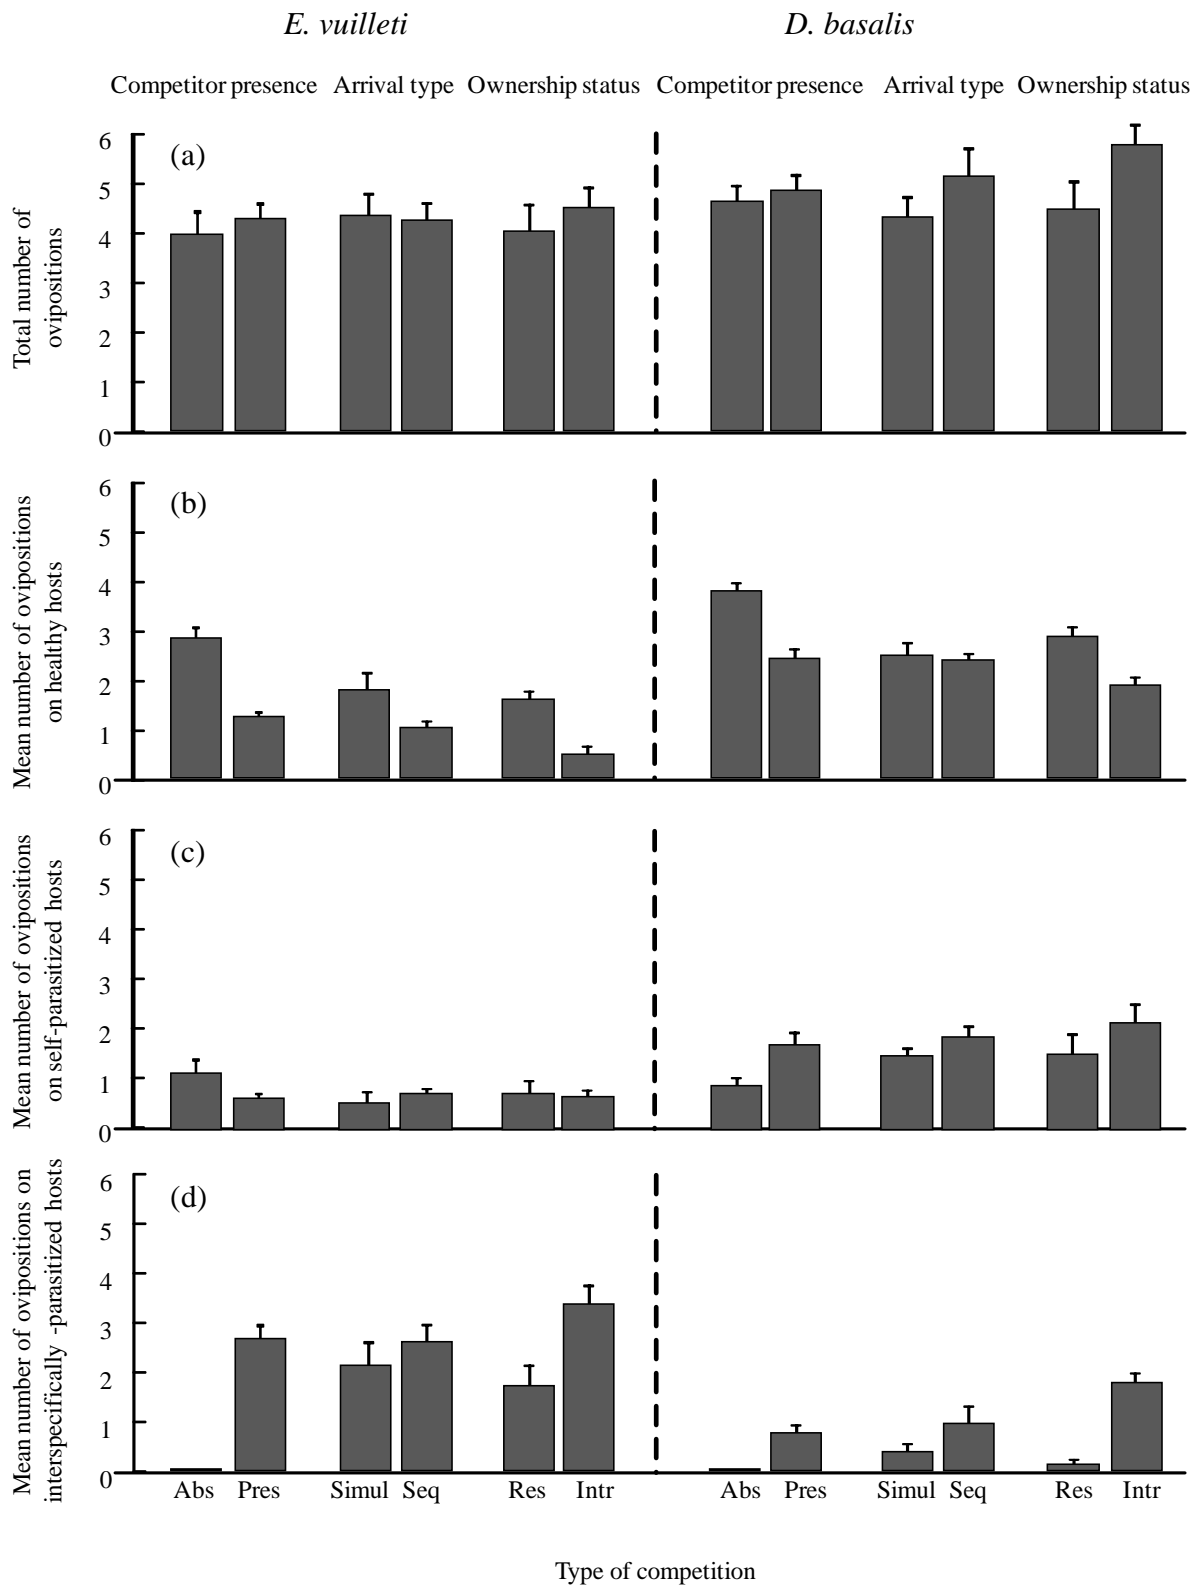 E. vuilleti D. basalis
Competitor presence Arrival type Ownership status Competitor presence Arrival type Ownership status
(a)
Total number of
ovipositions
6
5
4
3
2
1
0
(b)
Mean number of ovipositions
on healthy hosts
6
5
4
3
2
1
0
(c)
Mean number of ovipositions
on self-parasitized hosts
6
5
4
3
2
1
0
(d)
Mean number of ovipositions on
interspecifically -parasitized hosts
6
5
4
3
2
1
0
Abs Pres Simul Seq Res Intr Abs Pres Simul Seq Res Intr
Type of competition